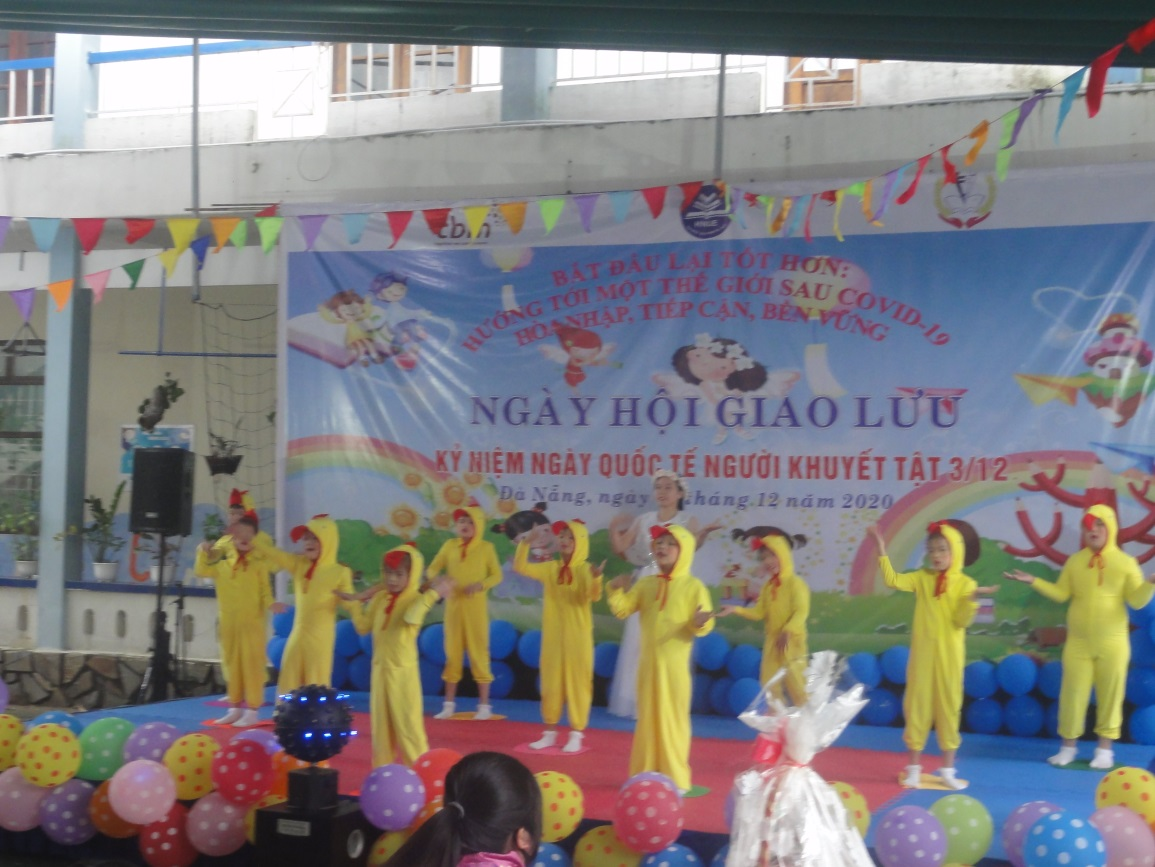 cbm
BẮT ĐẦU LẠI TỐT HƠN:
HƯỚNG TỚI MỘT THẾ GIỚI SAU COVID-19
HÒA NHẬP, TIẾP CẬN, BỀN VỮNG
NGÀY HỘI GIAO LƯU
KỶ NIỆM NGÀY QUỐC TẾ NGƯỜI KHUYẾT TẬT 3/12
Đà Nẵng, ngày tháng 12 năm 2020